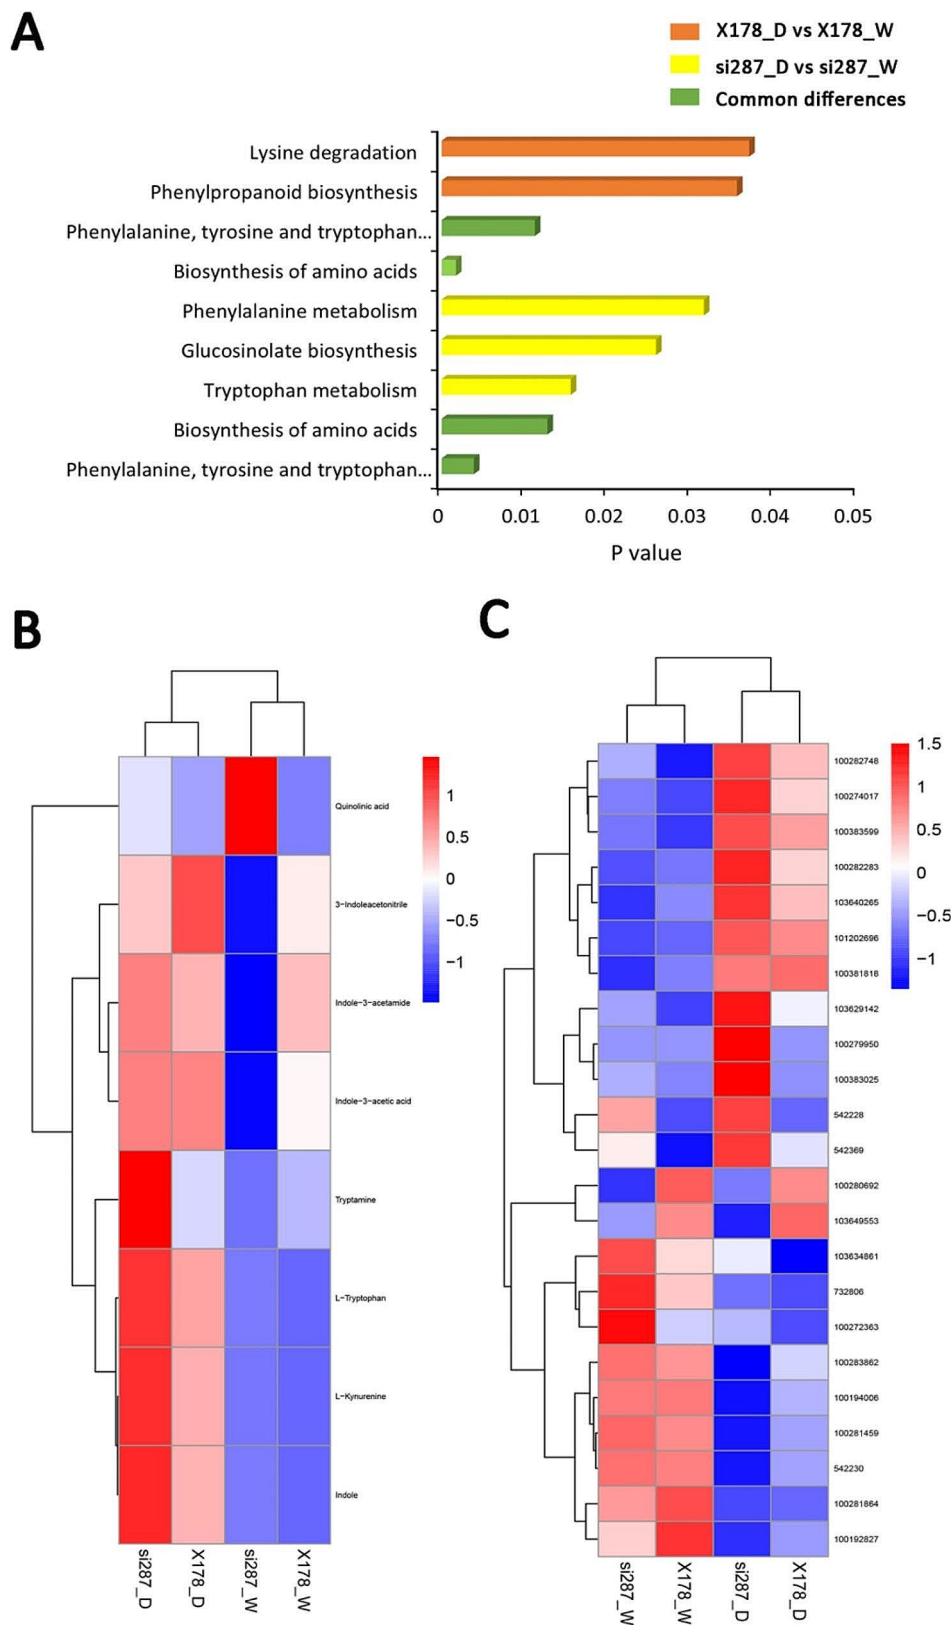 A
X178_D vs X178_W
si287_D vs si287_W
Common differences
Lysine degradation
Phenylpropanoid biosynthesis
Phenylalanine, tyrosine and tryptophan...
Biosynthesis of amino acids
Phenylalanine metabolism
Glucosinolate biosynthesis
Tryptophan metabolism
Biosynthesis of amino acids
Phenylalanine, tyrosine and tryptophan...
0 0.01 0.02 0.03 0.04 0.05
P value
B
Quinolinic acid
3-Indoleacetonitrile
Indole-3-acetamide
Indole-3-acetic acid
Tryptamine
L-Tryptophan
L-Kynurenine
Indole
1
0.5
0
−0.5
−1
si287_D X178_D si287_W X178_W
C
100282748
100274017
100383599
100282283
103640265
101202696
100381818
103629142
100279950
100383025
542228
542369
100280692
103649553
103634861
732806
100272363
100283862
100194006
100281459
542230
100281864
100192827
1.5
1
0.5
0
−0.5
−1
si287_W X178_W si287_D X178_D